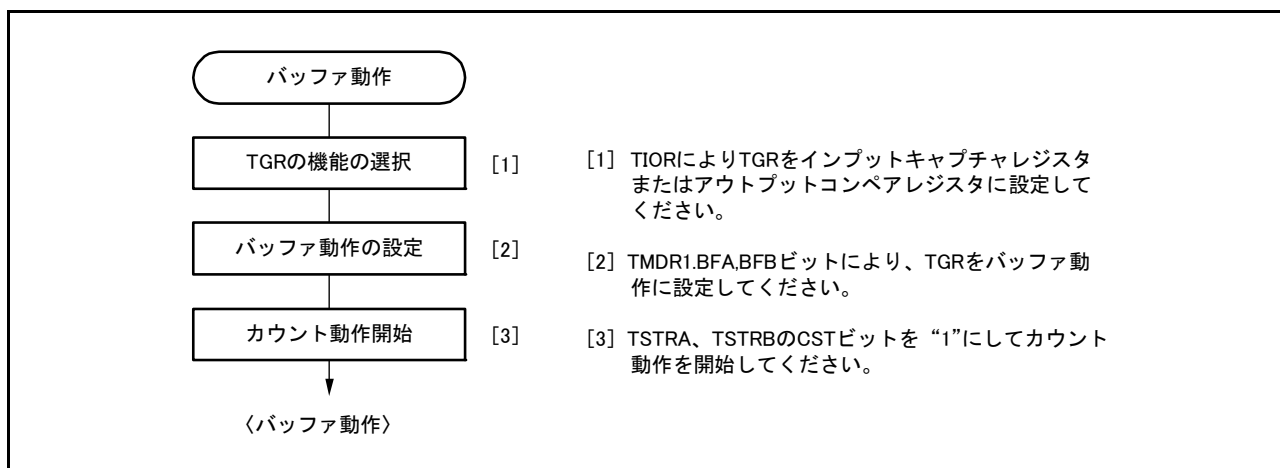 バッファ動作
TGRの機能の選択
[1]
バッファ動作の設定
[2]
カウント動作開始
[3]
〈バッファ動作〉
[1] TIORによりTGRをインプットキャプチャレジスタ
またはアウトプットコンペアレジスタに設定して
ください。
[2] TMDR1.BFA,BFBビットにより、TGRをバッファ動
作に設定してください。
[3] TSTRA、TSTRBのCSTビットを “1”にしてカウント
動作を開始してください。